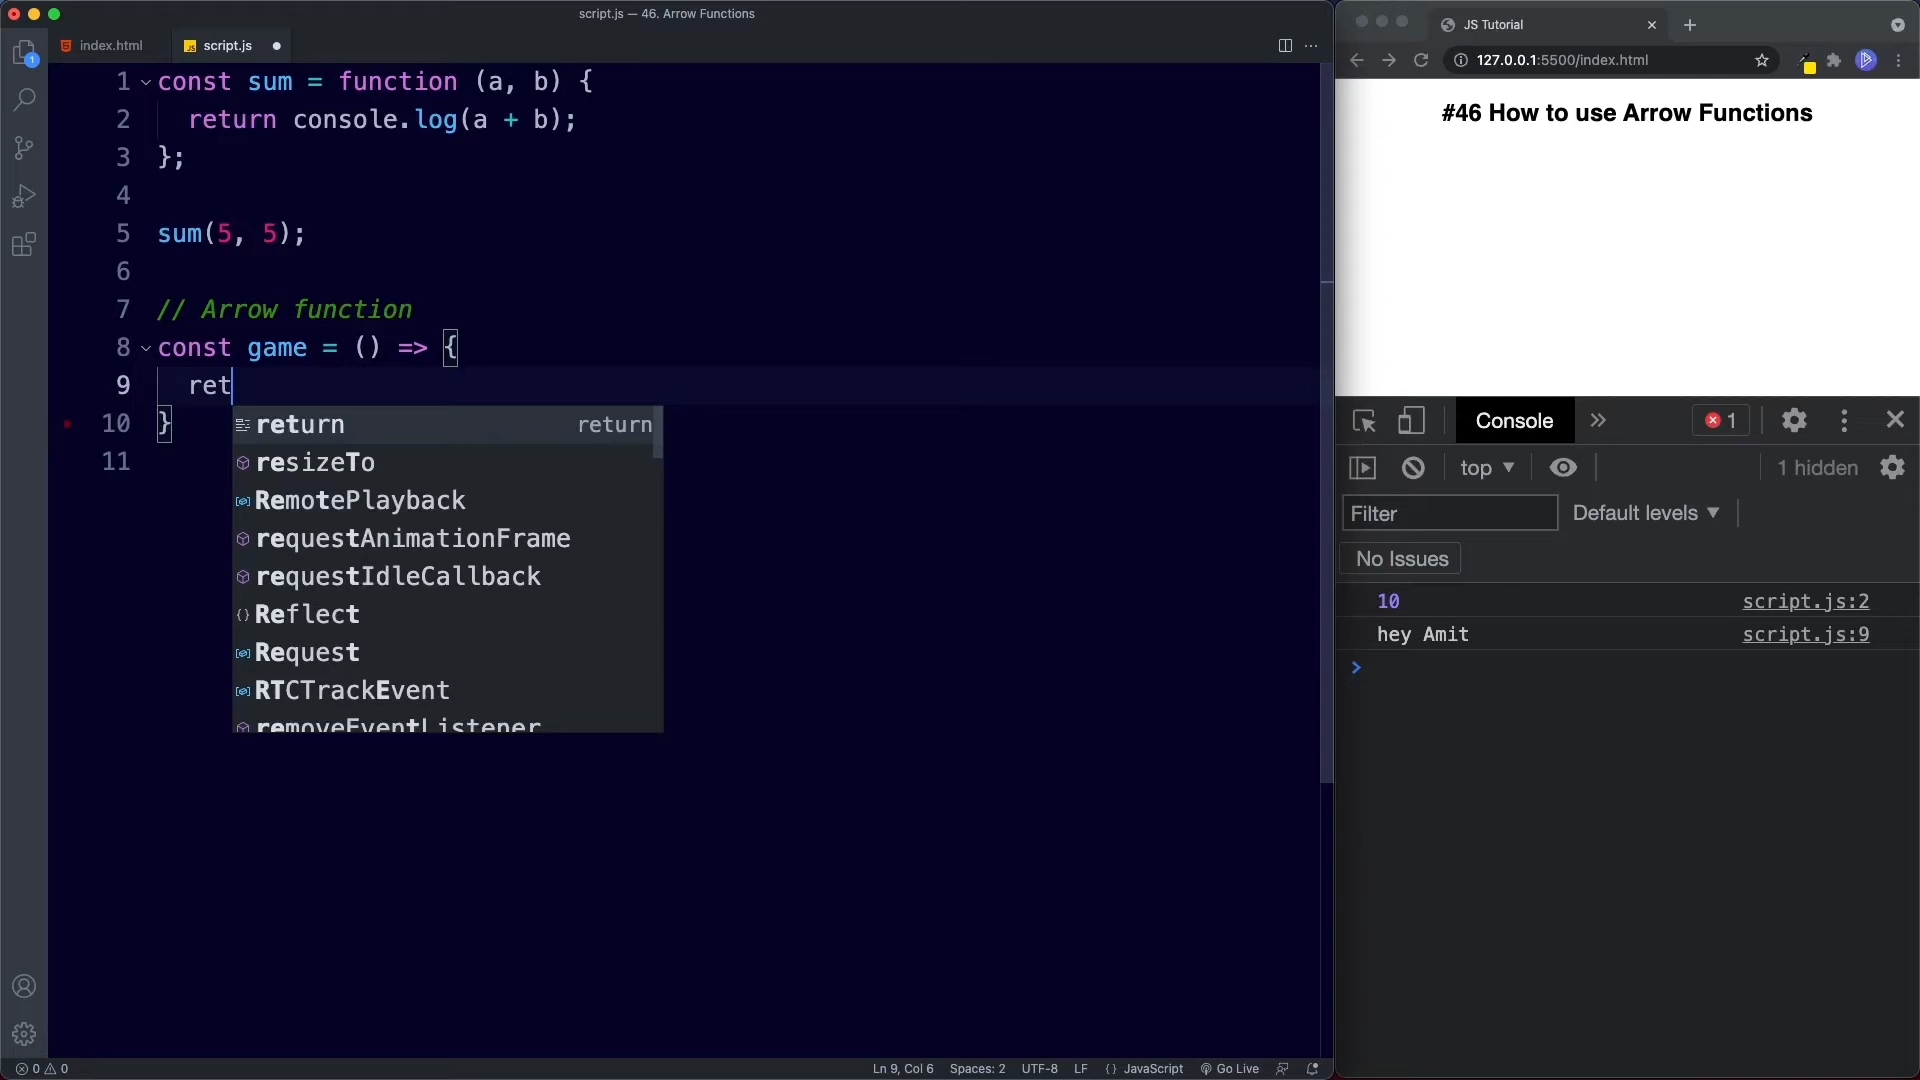 script.js — 46. Arrow Functions
index.html
script.js
1 const sum = function (a, b) {
2 return console.log(a + b);
3 };
4
5 sum(5, 5);
6
7 // Arrow function
8 const game = () => {
9 ret
10 }
11
return return
resizeTo
RemotePlayback
requestAnimationFrame
requestIdleCallback
Reflect
Request
RTCTrackEvent
removeEventListener
0 0
Ln 9, Col 6 Spaces: 2 UTF-8 LF {} JavaScript Go Live
JS Tutorial
127.0.0.1:5500/index.html
#46 How to use Arrow Functions
Console 1
top 1 hidden
Filter Default levels
No Issues
10 script.js:2
hey Amit script.js:9